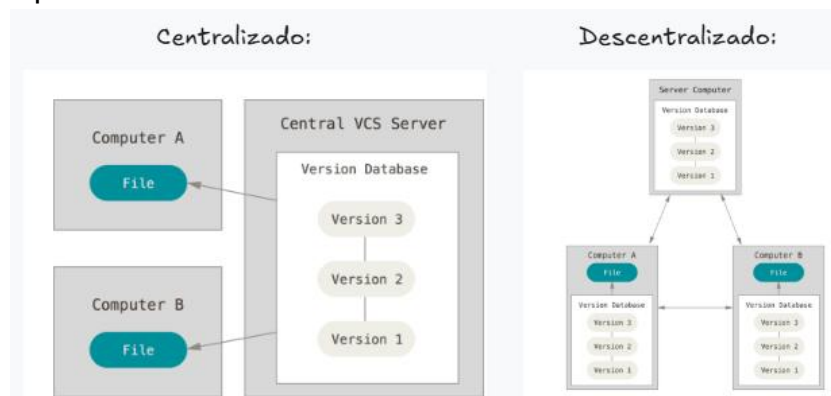 Centralizado:
Computer A
File
Computer B
File
Central VCS Server
Version Database
Version 3
Version 2
Version 1
Descentralizado:
Server Computer
Version Database
Version 3
Version 2
Version 1
Computer A
File
Version Database
Version 3
Version 2
Version 1
Computer B
File
Version Database
Version 3
Version 2
Version 1